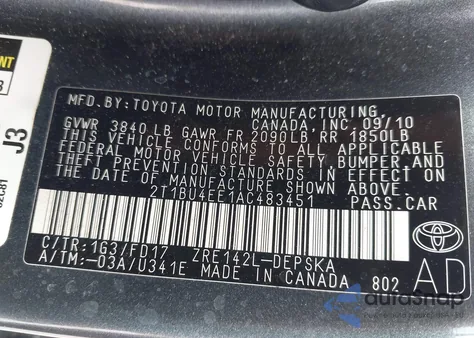 MFD. BY: TOYOTA MOTOR MANUFACTURING
CANADA, INC. 09/10
GVWR 3840 LB GAWR FR 2090LB RR 1850LB
THIS VEHICLE CONFORMS TO ALL APPLICABLE
FEDERAL MOTOR VEHICLE SAFETY, BUMPER, AND
THEFT PREVENTION STANDARDS IN EFFECT ON
THE DATE OF MANUFACTURE SHOWN ABOVE.
2T1BU4EE1AC483451 PASS. CAR
C/TR: 1G3/FD17 ZRE142L-DEPSKA
A/TM: -03A/U341E MADE IN CANADA 802
TOYOTA
AD
J3
autosnap